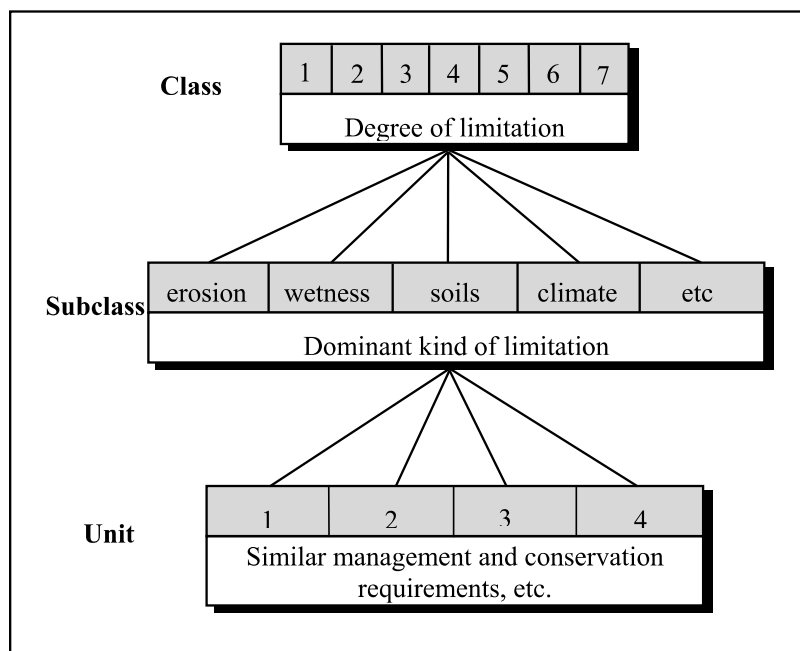 Class
1 2 3 4 5 6 7
Degree of limitation
Subclass
erosion wetness soils climate etc
Dominant kind of limitation
Unit
1 2 3 4
Similar management and conservation
requirements, etc.